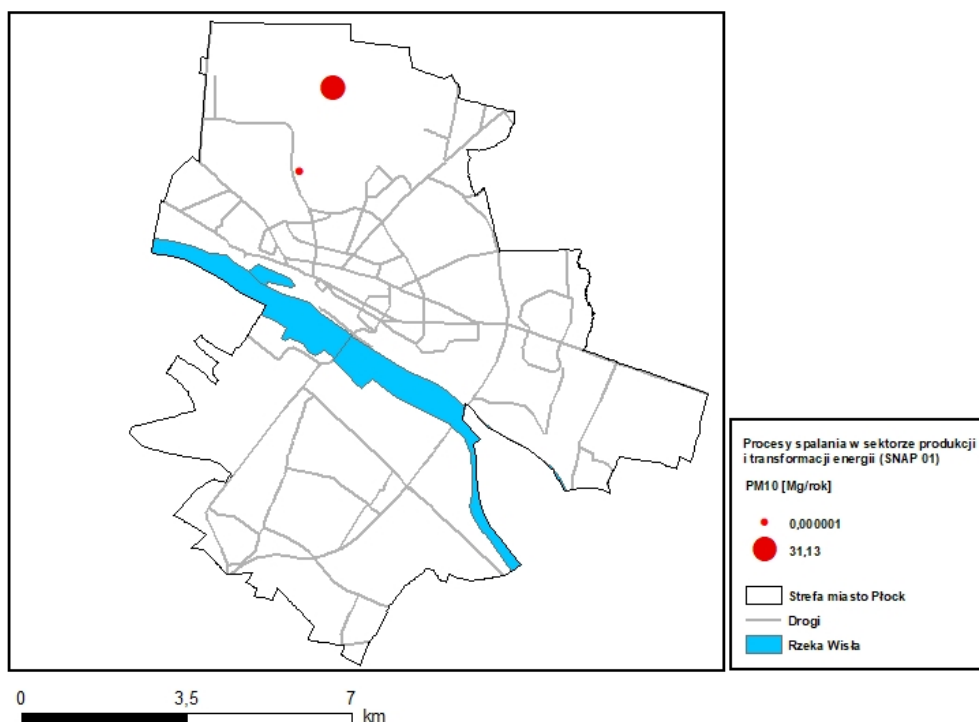 Procesy spalania w sektorze produkcji
i transformacji energii (SNAP 01)
PM10 [Mg/rok]
0,000001
31,13
Strefa miasto Płock
Drogi
Rzeka Wisła
0 3,5 7
km